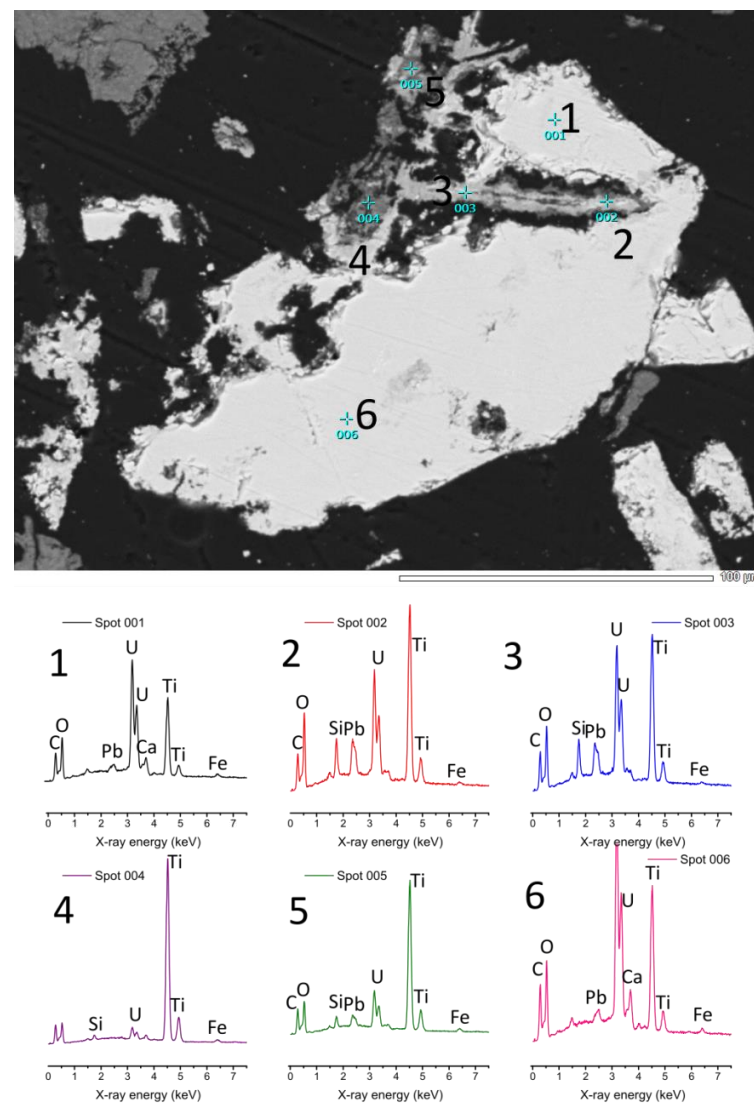 005
5
1
001
3
003
002
004
2
4
6
006
100 µm
1
Spot 001
C
O
Pb
U
U
Ca
Ti
Ti
Fe
0 1 2 3 4 5 6 7
X-ray energy (keV)
2
Spot 002
C
O
Si
Pb
U
Ti
Ti
Fe
0 1 2 3 4 5 6 7
X-ray energy (keV)
3
Spot 003
C
O
Si
Pb
U
U
Ti
Ti
Fe
0 1 2 3 4 5 6 7
X-ray energy (keV)
4
Spot 004
Si
U
Ti
Ti
Fe
0 1 2 3 4 5 6 7
X-ray energy (keV)
5
Spot 005
C
O
Si
Pb
U
Ti
Ti
Fe
0 1 2 3 4 5 6 7
X-ray energy (keV)
6
Spot 006
C
O
Pb
U
Ca
Ti
Ti
Fe
0 1 2 3 4 5 6 7
X-ray energy (keV)